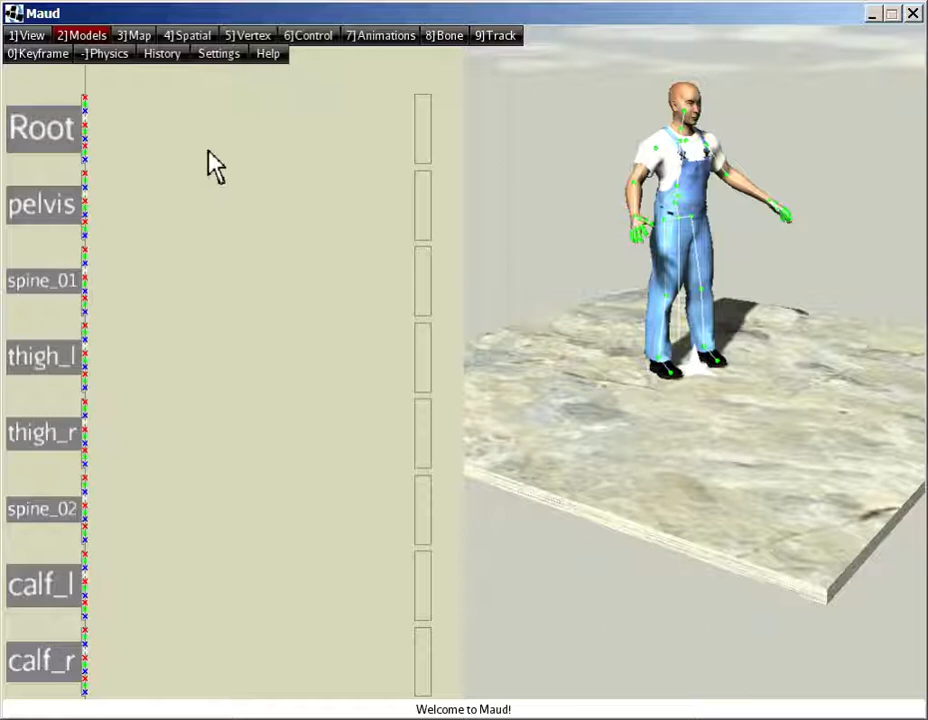 Maud
1]View 2]Models 3]Map 4]Spatial 5]Vertex 6]Control 7]Animations 8]Bone 9]Track
0]Keyframe -]Physics History Settings Help
Root
pelvis
spine_01
thigh_l
thigh_r
spine_02
calf_l
calf_r
Welcome to Maud!